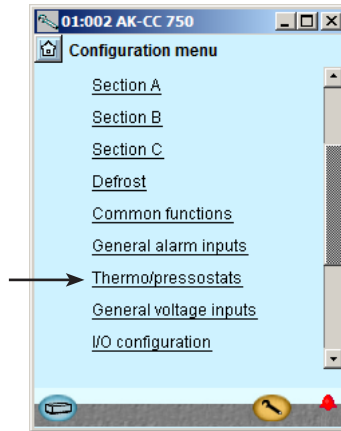 01:002 AK-CC 750
Configuration menu
Section A
Section B
Section C
Defrost
Common functions
General alarm inputs
Thermo/pressostats
General voltage inputs
I/O configuration